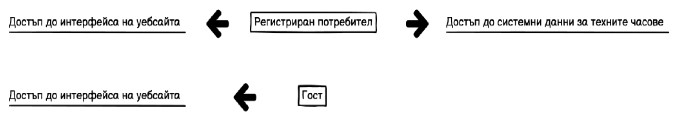 Достъп до интерфейса на уебсайта Регистриран потребител Достъп до системни данни за техните часове
Достъп до интерфейса на уебсайта Гост